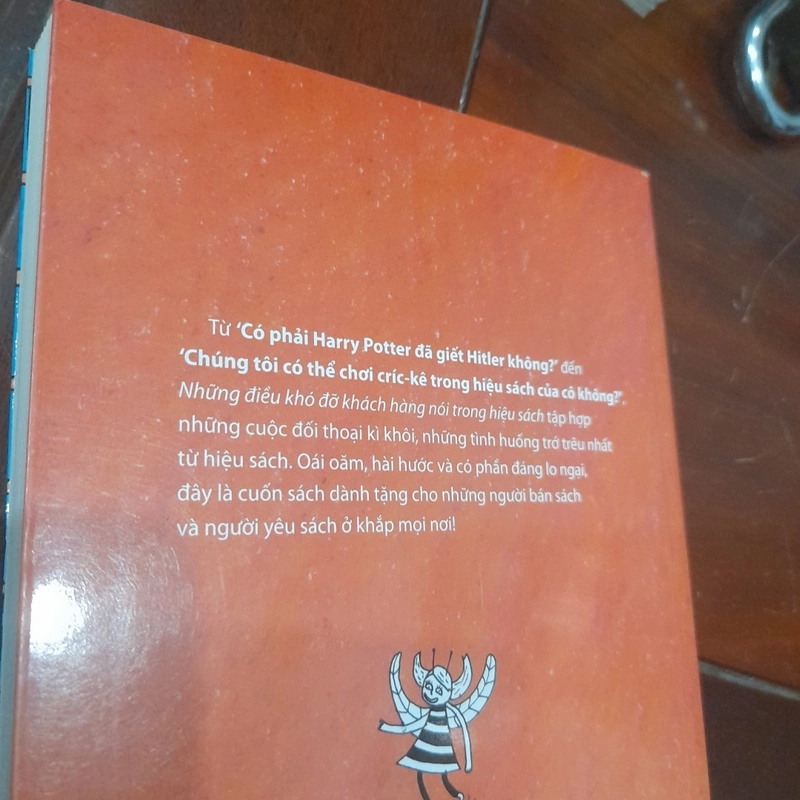 Từ ‘Có phải Harry Potter đã giết Hitler không?’ đến
‘Chúng tôi có thể chơi críc-kê trong hiệu sách của cô không?’,
Những điều khó đỡ khách hàng nói trong hiệu sách tập hợp
những cuộc đối thoại kì khôi, những tình huống trớ trêu nhất
từ hiệu sách. Oái oăm, hài hước và có phần đáng lo ngại,
đây là cuốn sách dành tặng cho những người bán sách
và người yêu sách ở khắp mọi nơi!